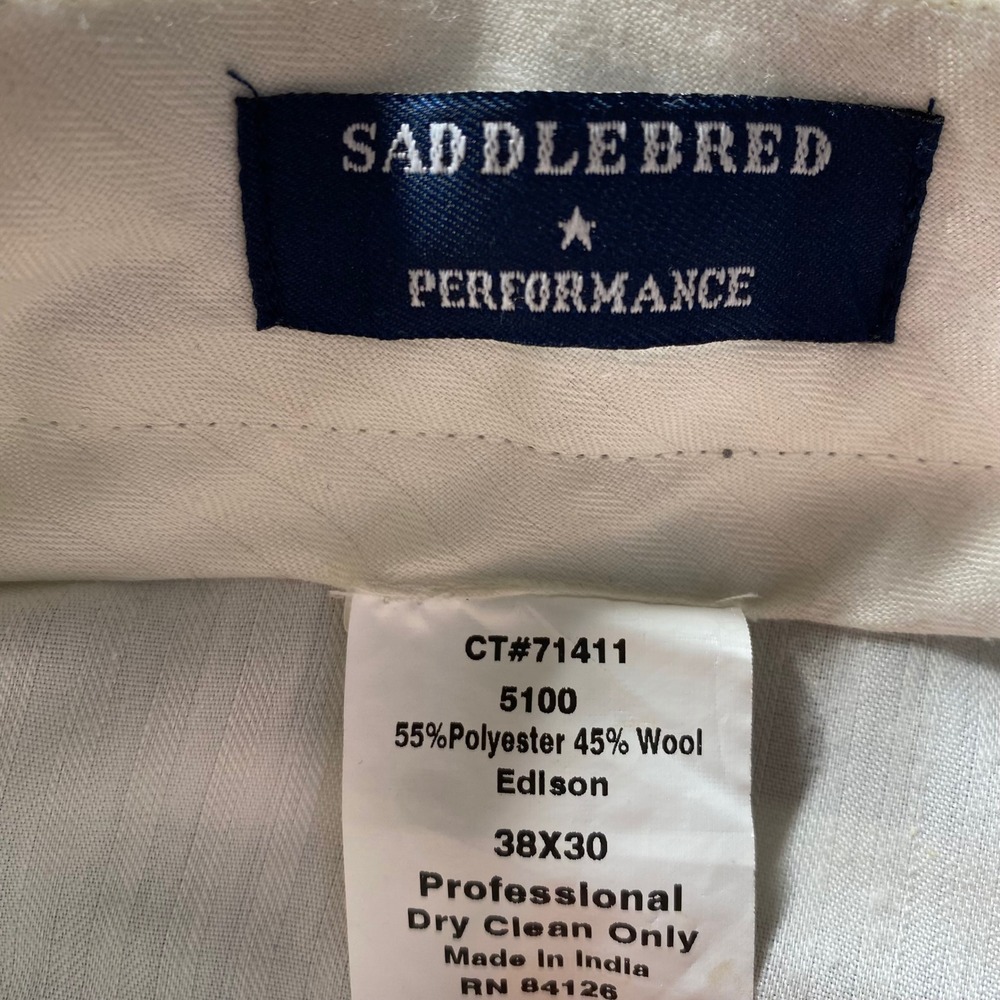 SADDLEBRED
PERFORMANCE
CT#71411
5100
55%Polyester 45% Wool
Edison
38X30
Professional
Dry Clean Only
Made In India
RN 84126